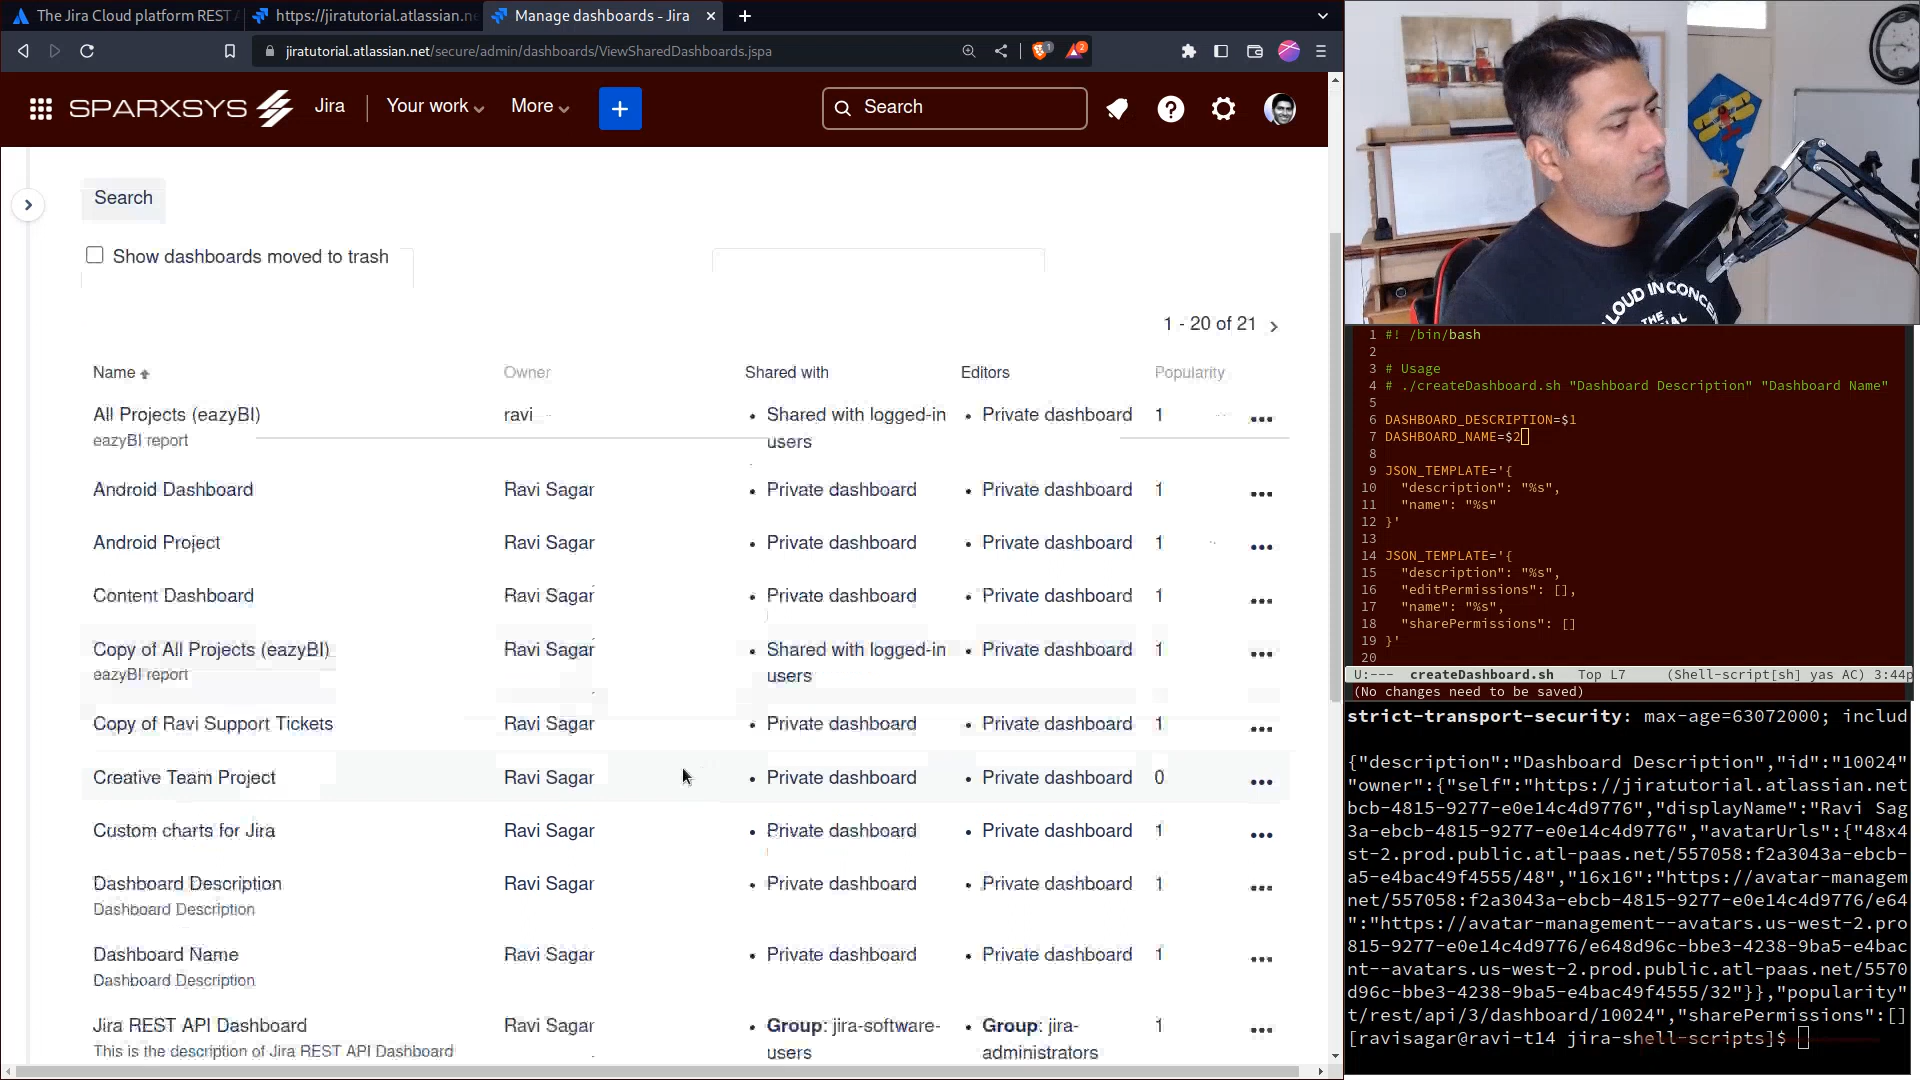 The Jira Cloud platform REST A
https://jiratutorial.atlassian.ne
Manage dashboards - Jira
jiratutorial.atlassian.net/secure/admin/dashboards/ViewSharedDashboards.jspa
1
2
SPARXSYS
Jira
Your work
More
Search
Search
Show dashboards moved to trash
1 - 20 of 21
Name
Owner
Shared with
Editors
Popularity
All Projects (eazyBI)
eazyBI report
ravi
Shared with logged-in users
Private dashboard
1
Android Dashboard
Ravi Sagar
Private dashboard
Private dashboard
1
Android Project
Ravi Sagar
Private dashboard
Private dashboard
1
Content Dashboard
Ravi Sagar
Private dashboard
Private dashboard
1
Copy of All Projects (eazyBI)
eazyBI report
Ravi Sagar
Shared with logged-in users
Private dashboard
1
Copy of Ravi Support Tickets
Ravi Sagar
Private dashboard
Private dashboard
1
Creative Team Project
Ravi Sagar
Private dashboard
Private dashboard
0
Custom charts for Jira
Ravi Sagar
Private dashboard
Private dashboard
1
Dashboard Description
Dashboard Description
Ravi Sagar
Private dashboard
Private dashboard
1
Dashboard Name
Dashboard Description
Ravi Sagar
Private dashboard
Private dashboard
1
Jira REST API Dashboard
This is the description of Jira REST API Dashboard
Ravi Sagar
Group: jira-software-users
Group: jira-administrators
1
LOUD IN CONCE
THE
1 #! /bin/bash
2
3 # Usage
4 # ./createDashboard.sh "Dashboard Description" "Dashboard Name"
5
6 DASHBOARD_DESCRIPTION=$1
7 DASHBOARD_NAME=$2
8
9 JSON_TEMPLATE='{
10 "description": "%s",
11 "name": "%s"
12 }'
13
14 JSON_TEMPLATE='{
15 "description": "%s",
16 "editPermissions": [],
17 "name": "%s",
18 "sharePermissions": []
19 }'
20
U:--- createDashboard.sh Top L7 (Shell-script[sh] yas AC) 3:44p
(No changes need to be saved)
strict-transport-security: max-age=63072000; includ
{"description":"Dashboard Description","id":"10024"
"owner":{"self":"https://jiratutorial.atlassian.net
bcb-4815-9277-e0e14c4d9776","displayName":"Ravi Sag
3a-ebcb-4815-9277-e0e14c4d9776","avatarUrls":{"48x4
st-2.prod.public.atl-paas.net/557058:f2a3043a-ebcb-
a5-e4bac49f4555/48","16x16":"https://avatar-managem
net/557058:f2a3043a-ebcb-4815-9277-e0e14c4d9776/e64
":"https://avatar-management--avatars.us-west-2.pro
815-9277-e0e14c4d9776/e648d96c-bbe3-4238-9ba5-e4bac
nt--avatars.us-west-2.prod.public.atl-paas.net/5570
d96c-bbe3-4238-9ba5-e4bac49f4555/32"}},"popularity"
t/rest/api/3/dashboard/10024","sharePermissions":[]
[ravisagar@ravi-t14 jira-shell-scripts]$